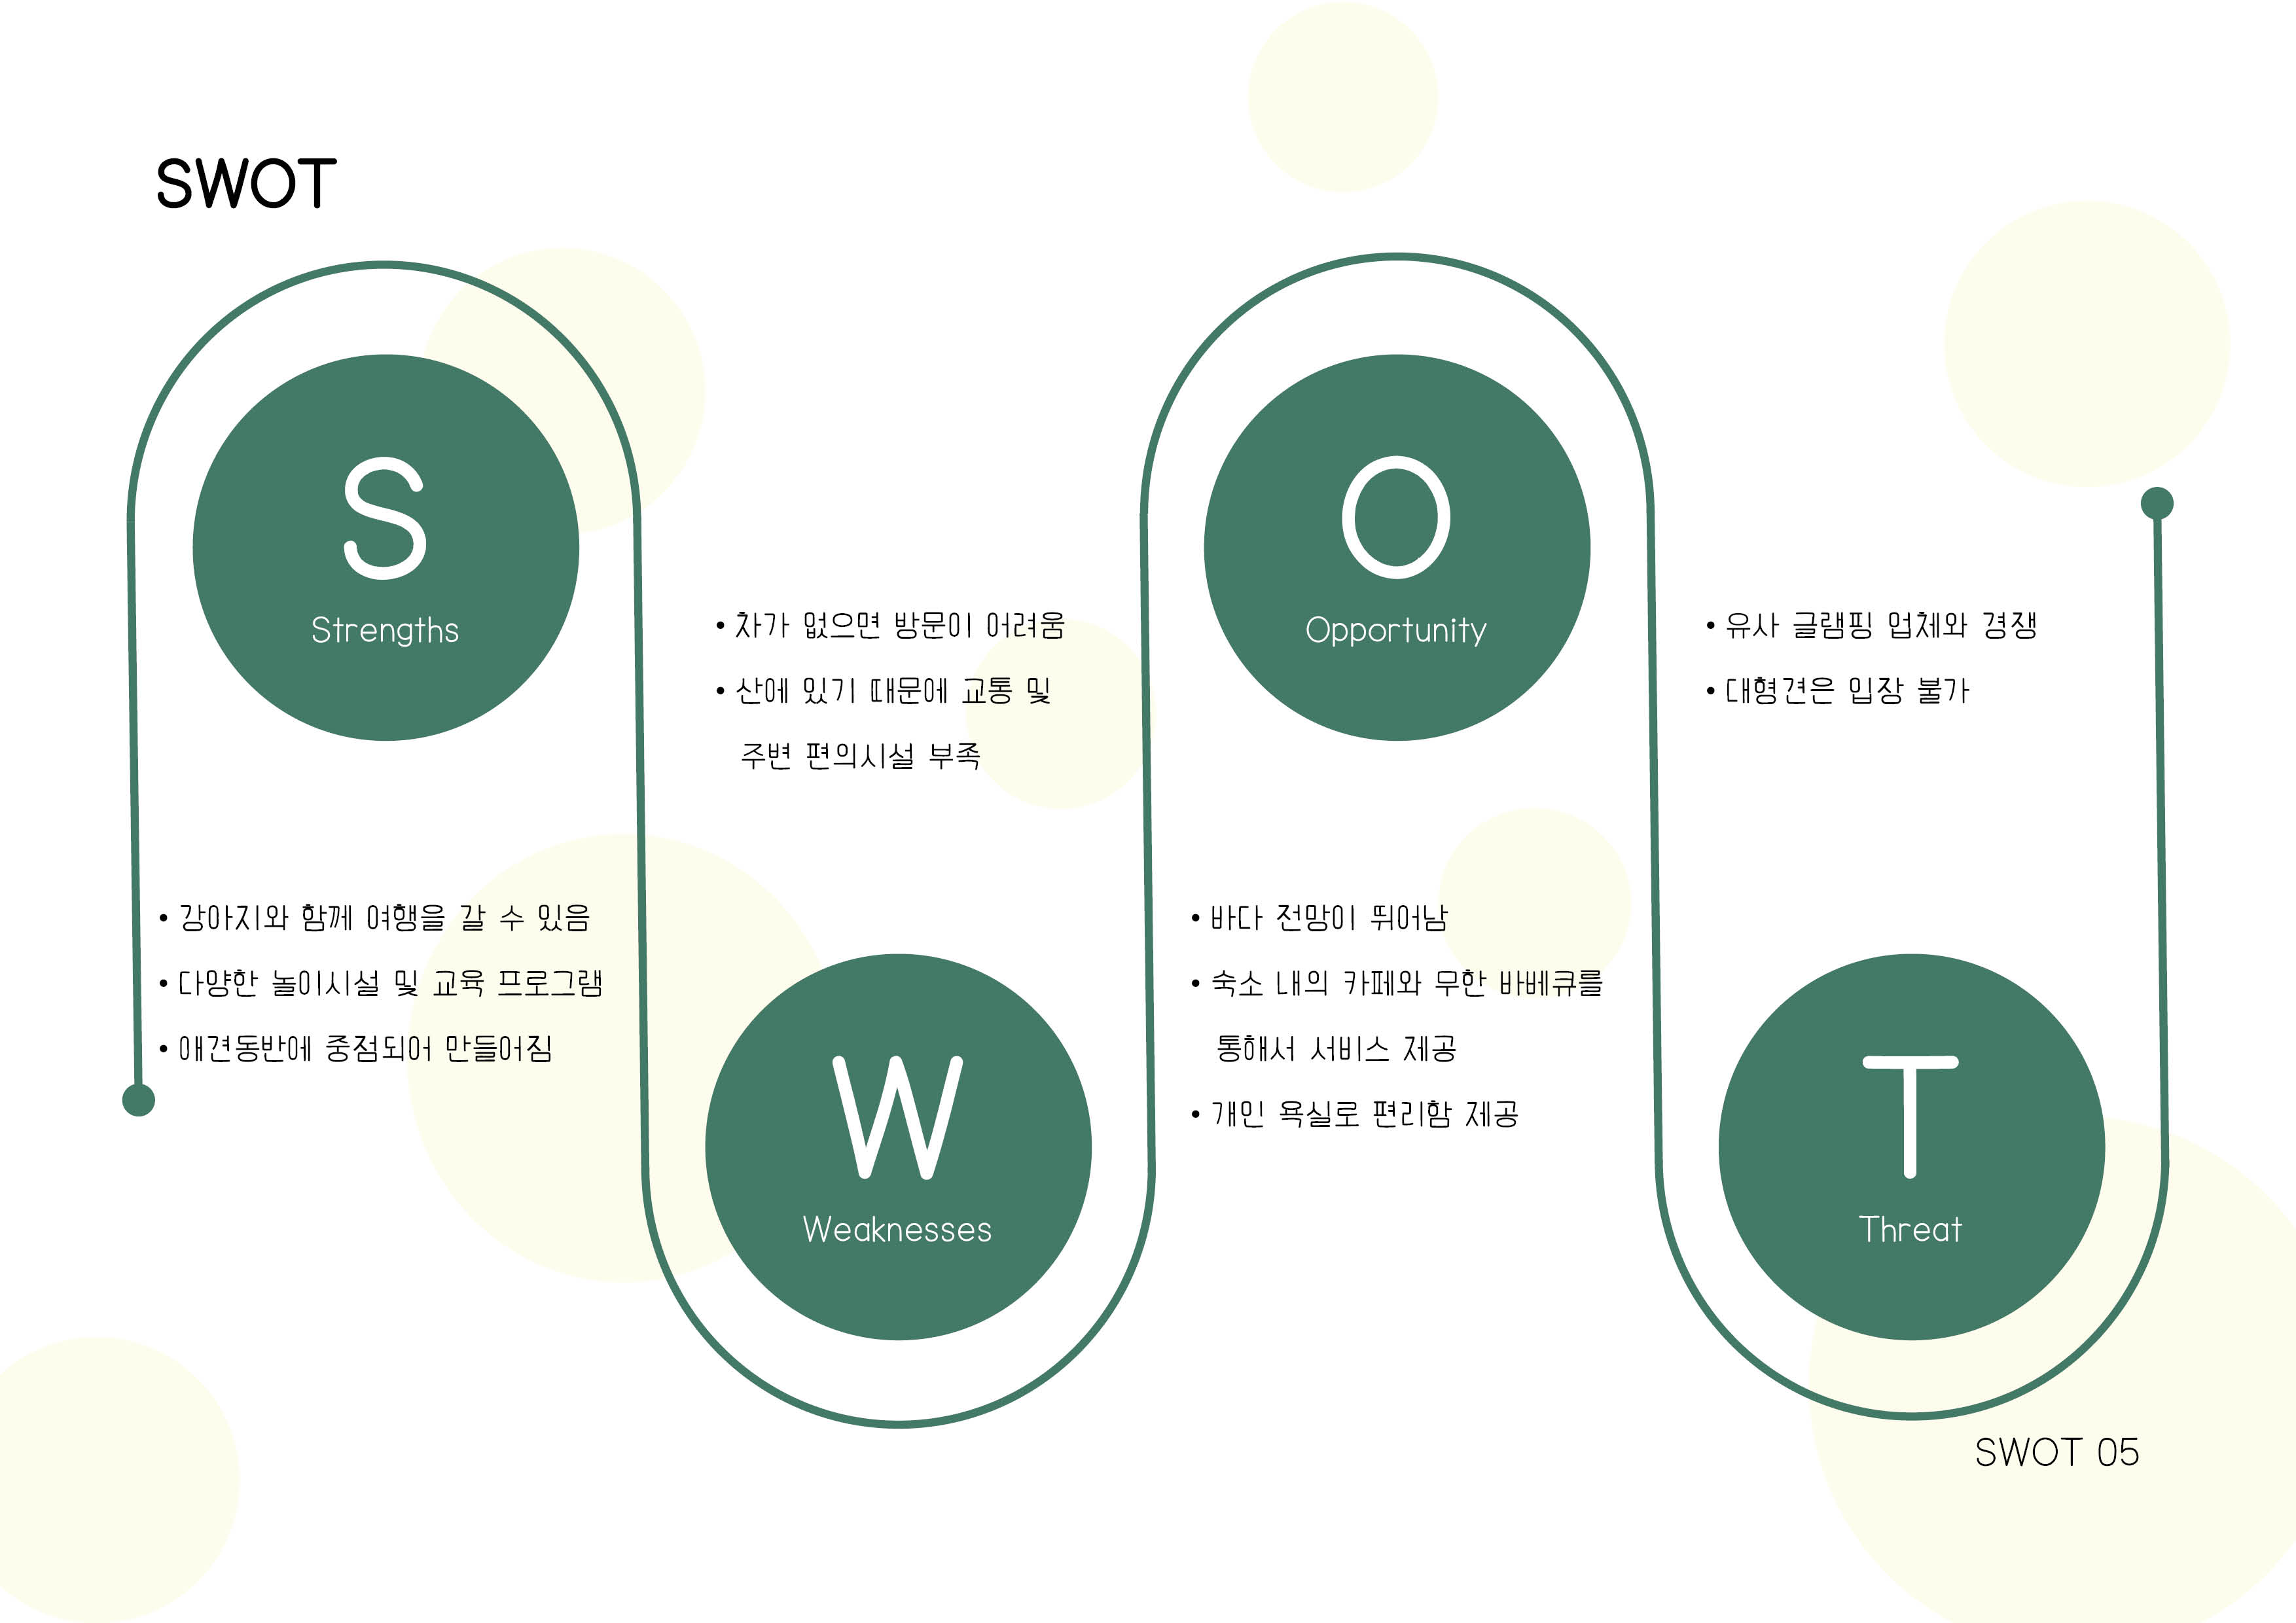 SWOT
S
Strengths
• 강아지와 함께 여행을 갈 수 있음
• 다양한 놀이시설 및 교육 프로그램
• 애견동반에 중점되어 만들어짐
• 차가 없으면 방문이 어려움
• 산에 있기 때문에 교통 및
주변 편의시설 부족
W
Weaknesses
O
Opportunity
• 바다 전망이 뛰어남
• 숙소 내의 카페와 무한 바베큐를
통해서 서비스 제공
• 개인 욕실로 편리함 제공
• 유사 글램핑 업체와 경쟁
• 대형견은 입장 불가
T
Threat
SWOT 05